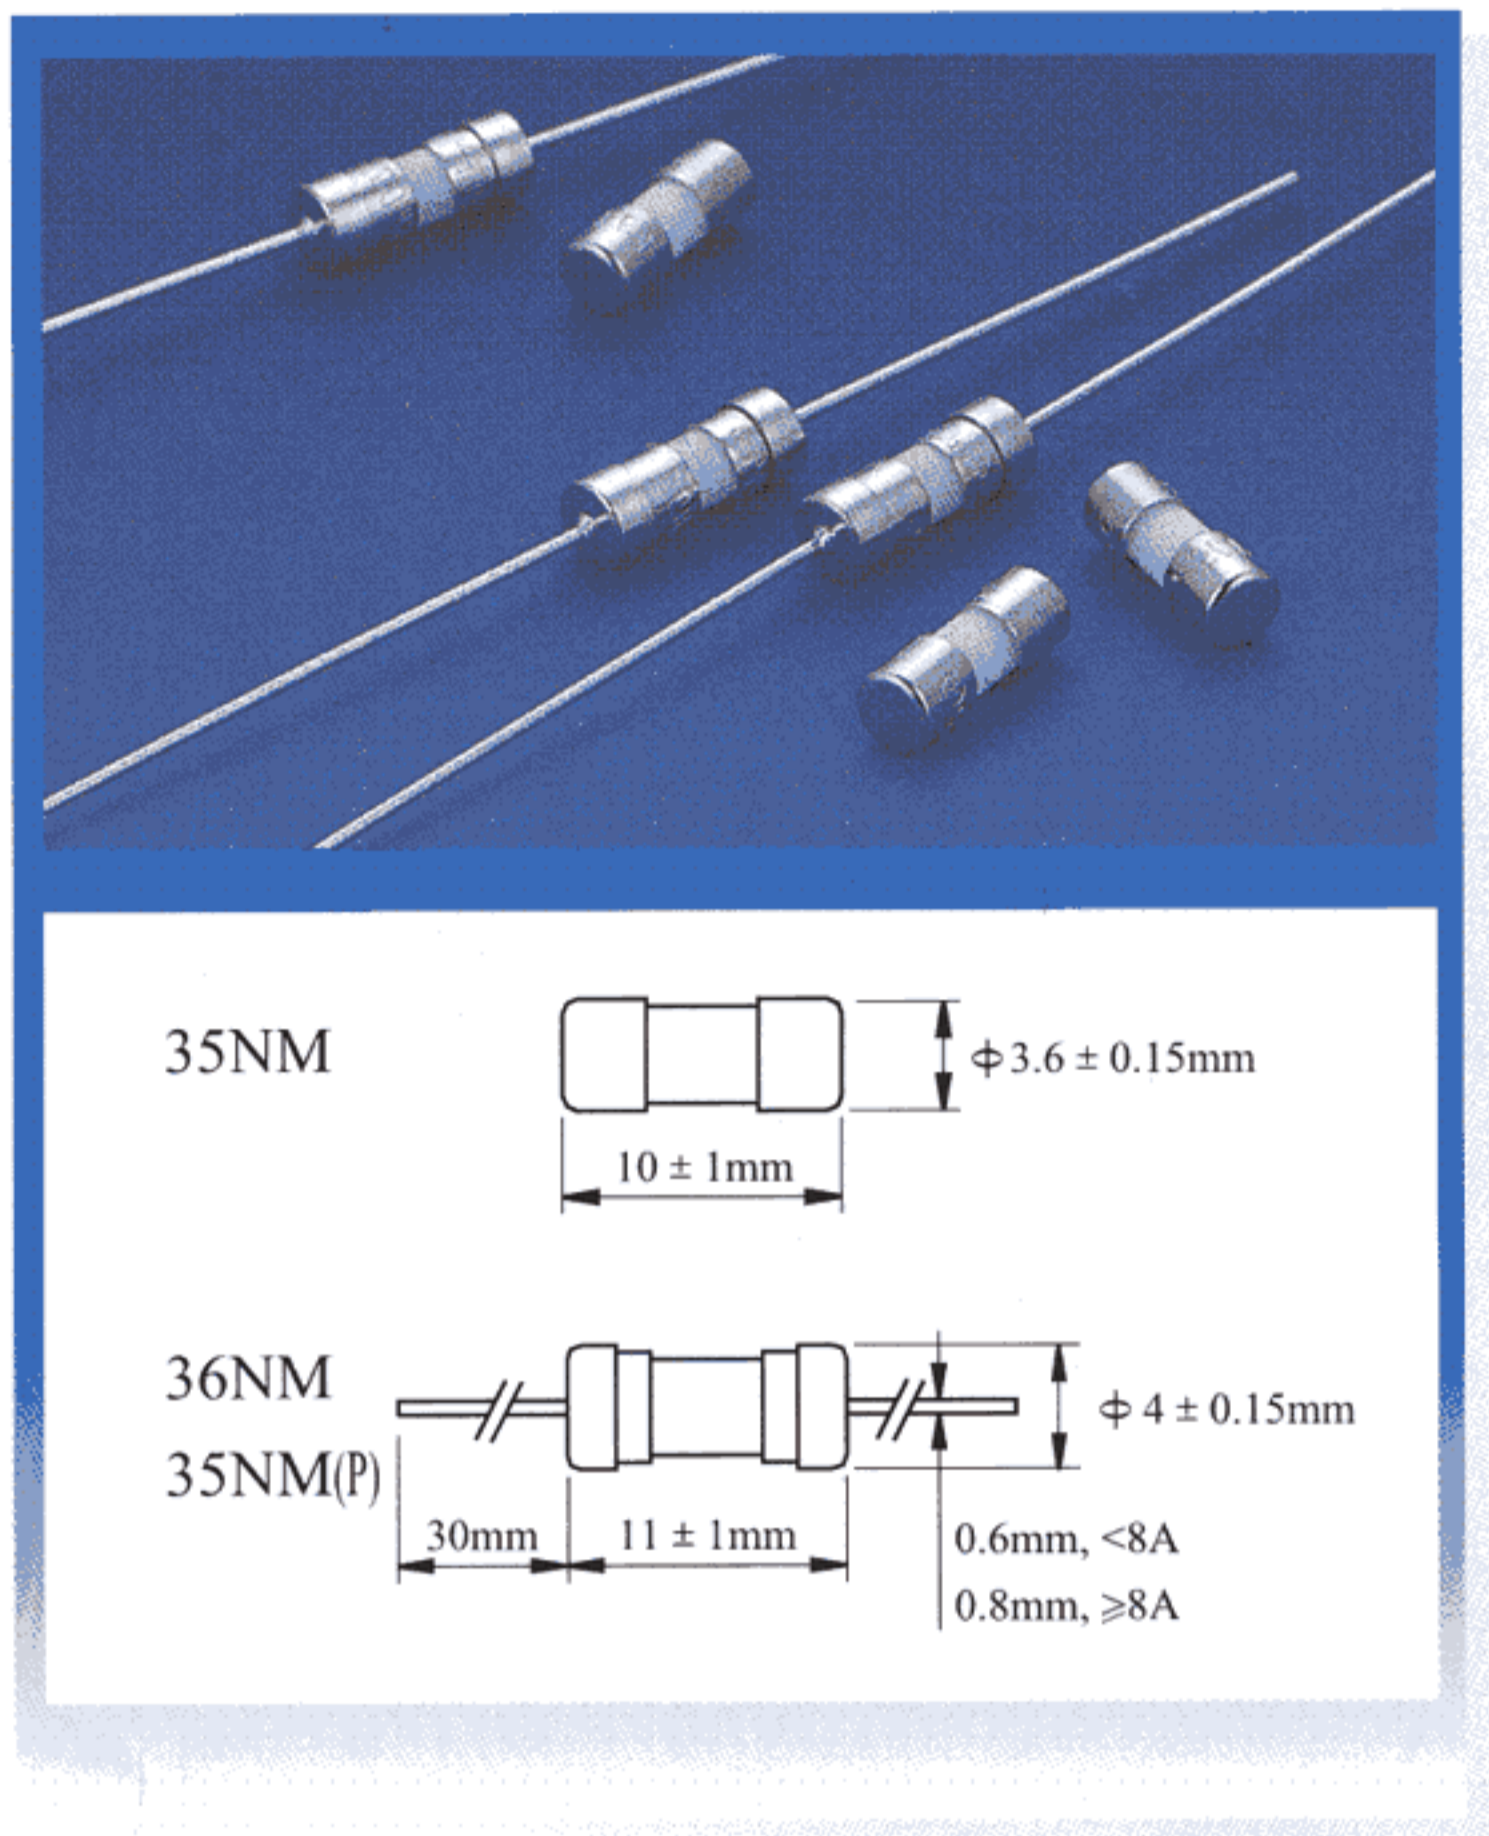 35NM
ϕ3.6 ± 0.15mm
10 ± 1mm
36NM
35NM(P)
ϕ 4 ± 0.15mm
30mm
11 ± 1mm
0.6mm, <8A
0.8mm, ⩾8A